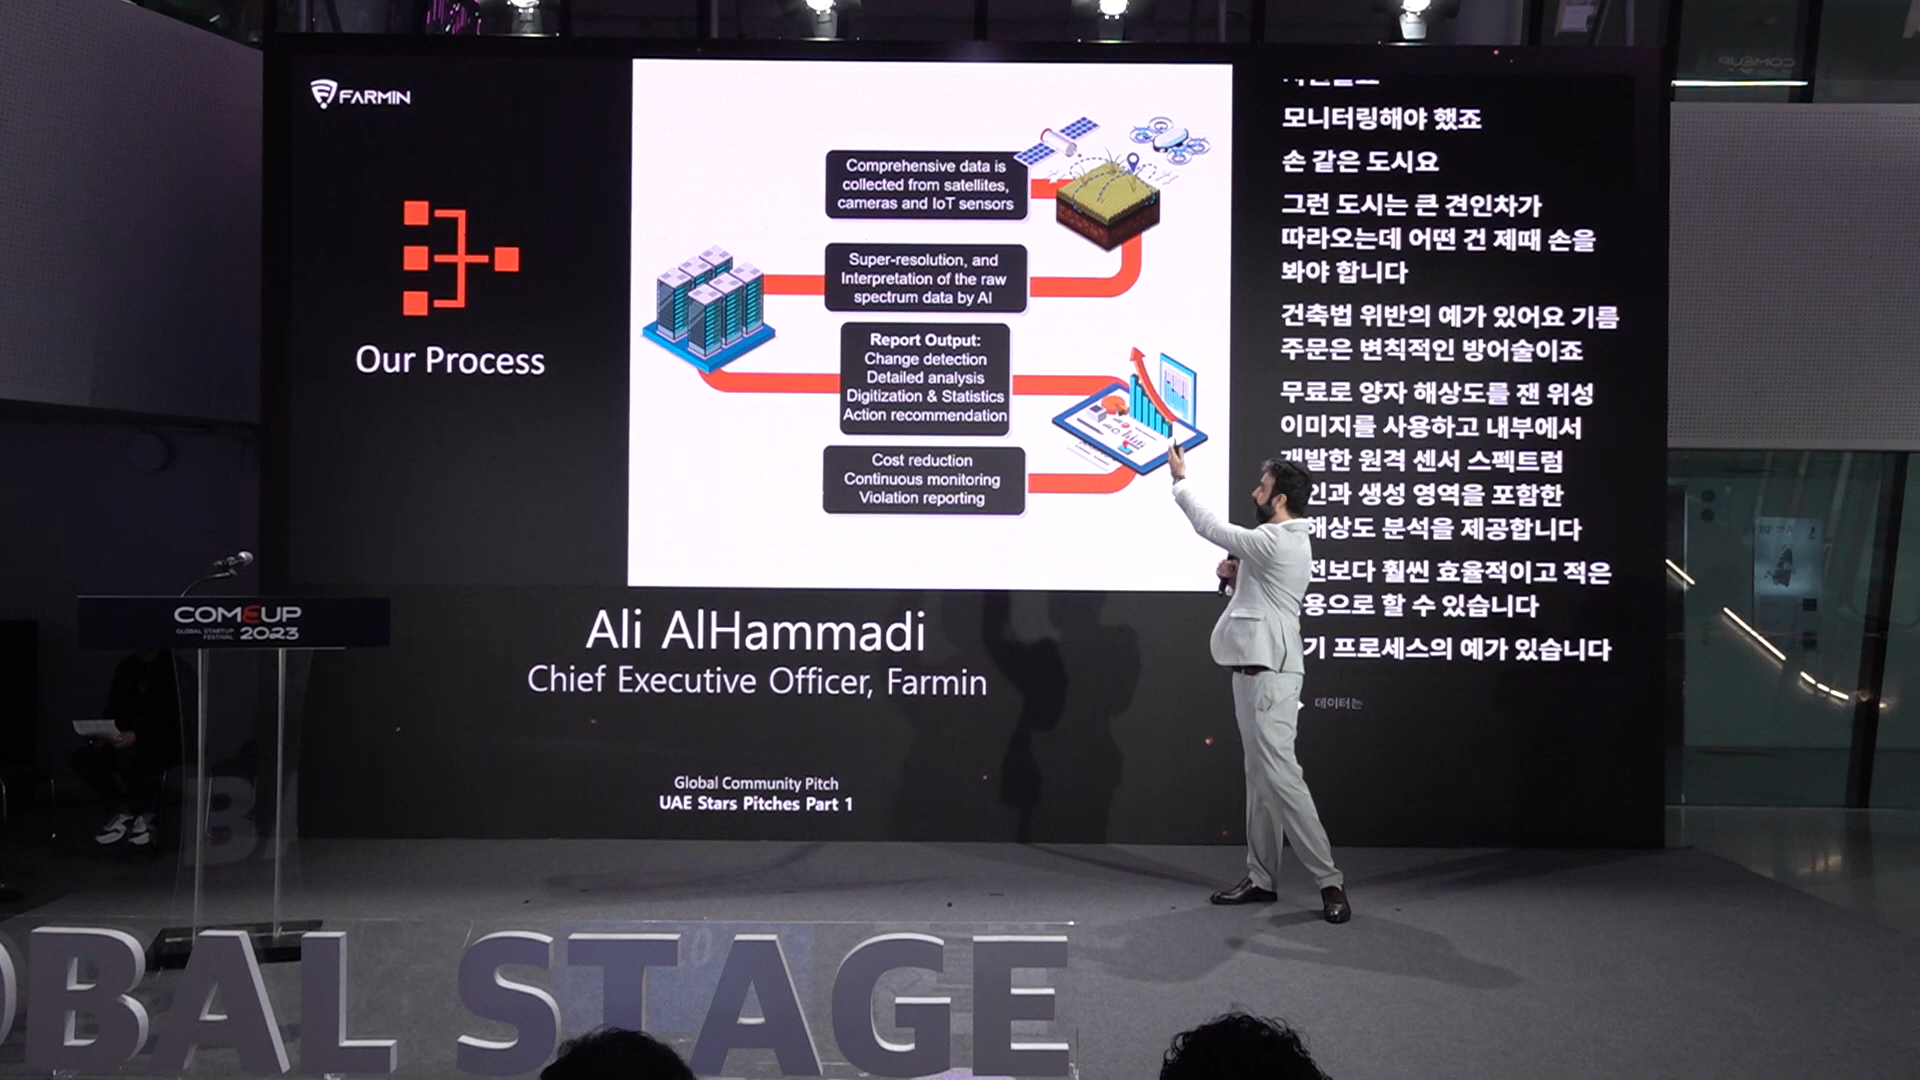 FARMIN
Our Process
Comprehensive data is
collected from satellites,
cameras and IoT sensors
Super-resolution, and
Interpretation of the raw
spectrum data by AI
Report Output:
Change detection
Detailed analysis
Digitization & Statistics
Action recommendation
Cost reduction
Continuous monitoring
Violation reporting
모니터링해야 했죠
손 같은 도시요
그런 도시는 큰 견인차가
따라오는데 어떤 건 제때 손을
봐야 합니다
건축법 위반의 예가 있어요 기름
주문은 변칙적인 방어술이죠
무료로 양자 해상도를 잰 위성
이미지를 사용하고 내부에서
개발한 원격 센서 스펙트럼
인과 생성 영역을 포함한
해상도 분석을 제공합니다
전보다 훨씬 효율적이고 적은
용으로 할 수 있습니다
기 프로세스의 예가 있습니다
데이터는
Ali AlHammadi
Chief Executive Officer, Farmin
Global Community Pitch
UAE Stars Pitches Part 1
COMEUP
GLOBAL STARTUP
FESTIVAL 2023
OBAL STAGE
COMEUP